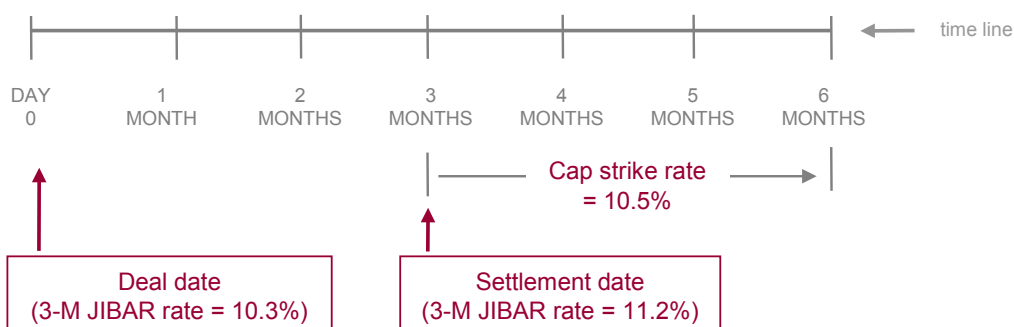 time line
DAY 0
1 MONTH
2 MONTHS
3 MONTHS
4 MONTHS
5 MONTHS
6 MONTHS
Cap strike rate
= 10.5%
Deal date
(3-M JIBAR rate = 10.3%)
Settlement date
(3-M JIBAR rate = 11.2%)